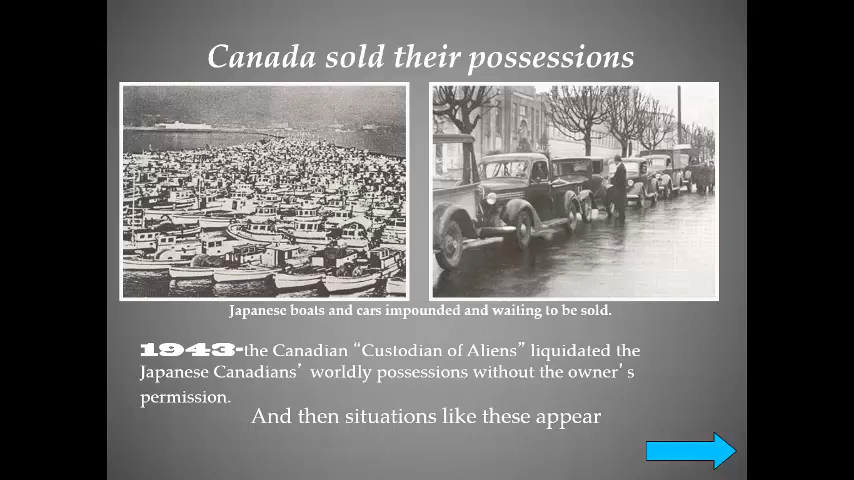 Canada sold their possessions
Japanese boats and cars impounded and waiting to be sold.
1943-the Canadian “Custodian of Aliens” liquidated the
Japanese Canadians’ worldly possessions without the owner’s
permission.
And then situations like these appear